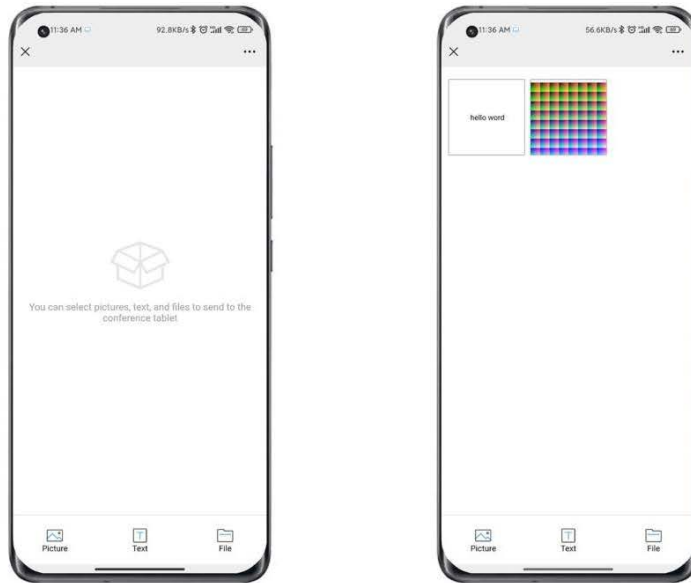 11:36 AM
92.8KB/s
You can select pictures, text, and files to send to the
conference tablet
Picture
Text
File
11:36 AM
56.6KB/s
hello word
Picture
Text
File